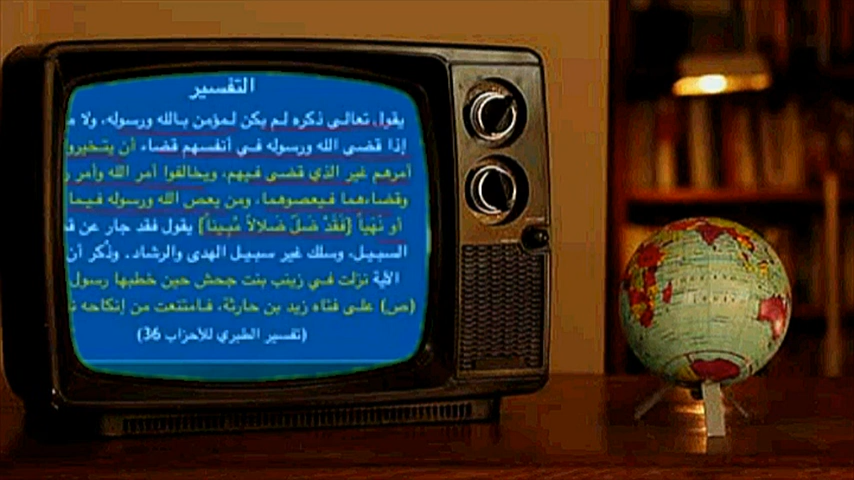 التفسير
يقول تعالى ذكره لم يكن لمؤمن بالله ورسوله، ولا
إذا قضى الله ورسوله في أنفسهم قضاء أن يتخيروا
أمرهم غير الذي قضى فيهم، ويخالفوا أمر الله وأمر
وقضاءهما فيعصوهما، ومن يعص الله ورسوله فيما
أو نهيا {فَقَدْ ضَلَّ ضَلالاً مُبِيناً} يقول فقد جار عن
السبيل، وسلك غير سبيل الهدى والرشاد. وذُكر أن
الآية نزلت في زينب بنت جحش حين خطبها رسول
(ص) على فتاه زيد بن حارثة، فامتنعت من إنكاحه
(تفسير الطبري للأحزاب 36)